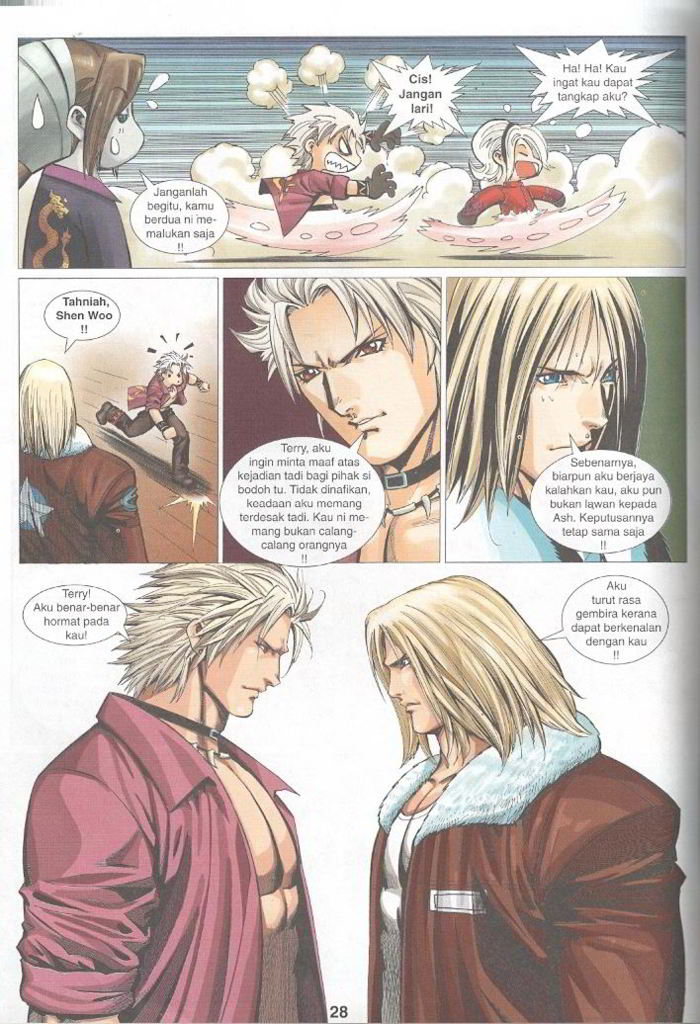 Cis!
Jangan
lari!
Ha! Ha! Kau
ingat kau dapat
tangkap aku?
Janganlah
begitu, kamu
berdua ni me-
malukan saja
!!
Tahniah,
Shen Woo
!!
Terry, aku
ingin minta maaf atas
kejadian tadi bagi pihak si
bodoh tu. Tidak dinafikan,
keadaan aku memang
terdesak tadi. Kau ni me-
mang bukan calang-
calang orangnya
!!
Sebenarnya,
biarpun aku berjaya
kalahkan kau, aku pun
bukan lawan kepada
Ash. Keputusannya
tetap sama saja
!!
Terry!
Aku benar-benar
hormat pada
kau!
Aku
turut rasa
gembira kerana
dapat berkenalan
dengan kau
!!
28